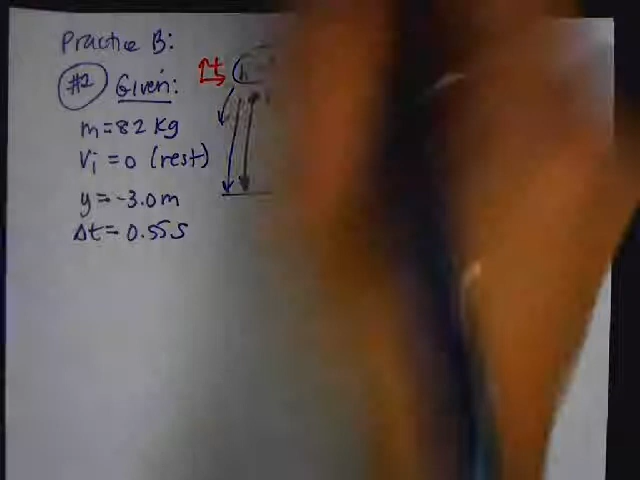 Practice B:
#2 Given:
m = 82 kg
Vi = 0 (rest)
y = -3.0 m
Δt = 0.55 s